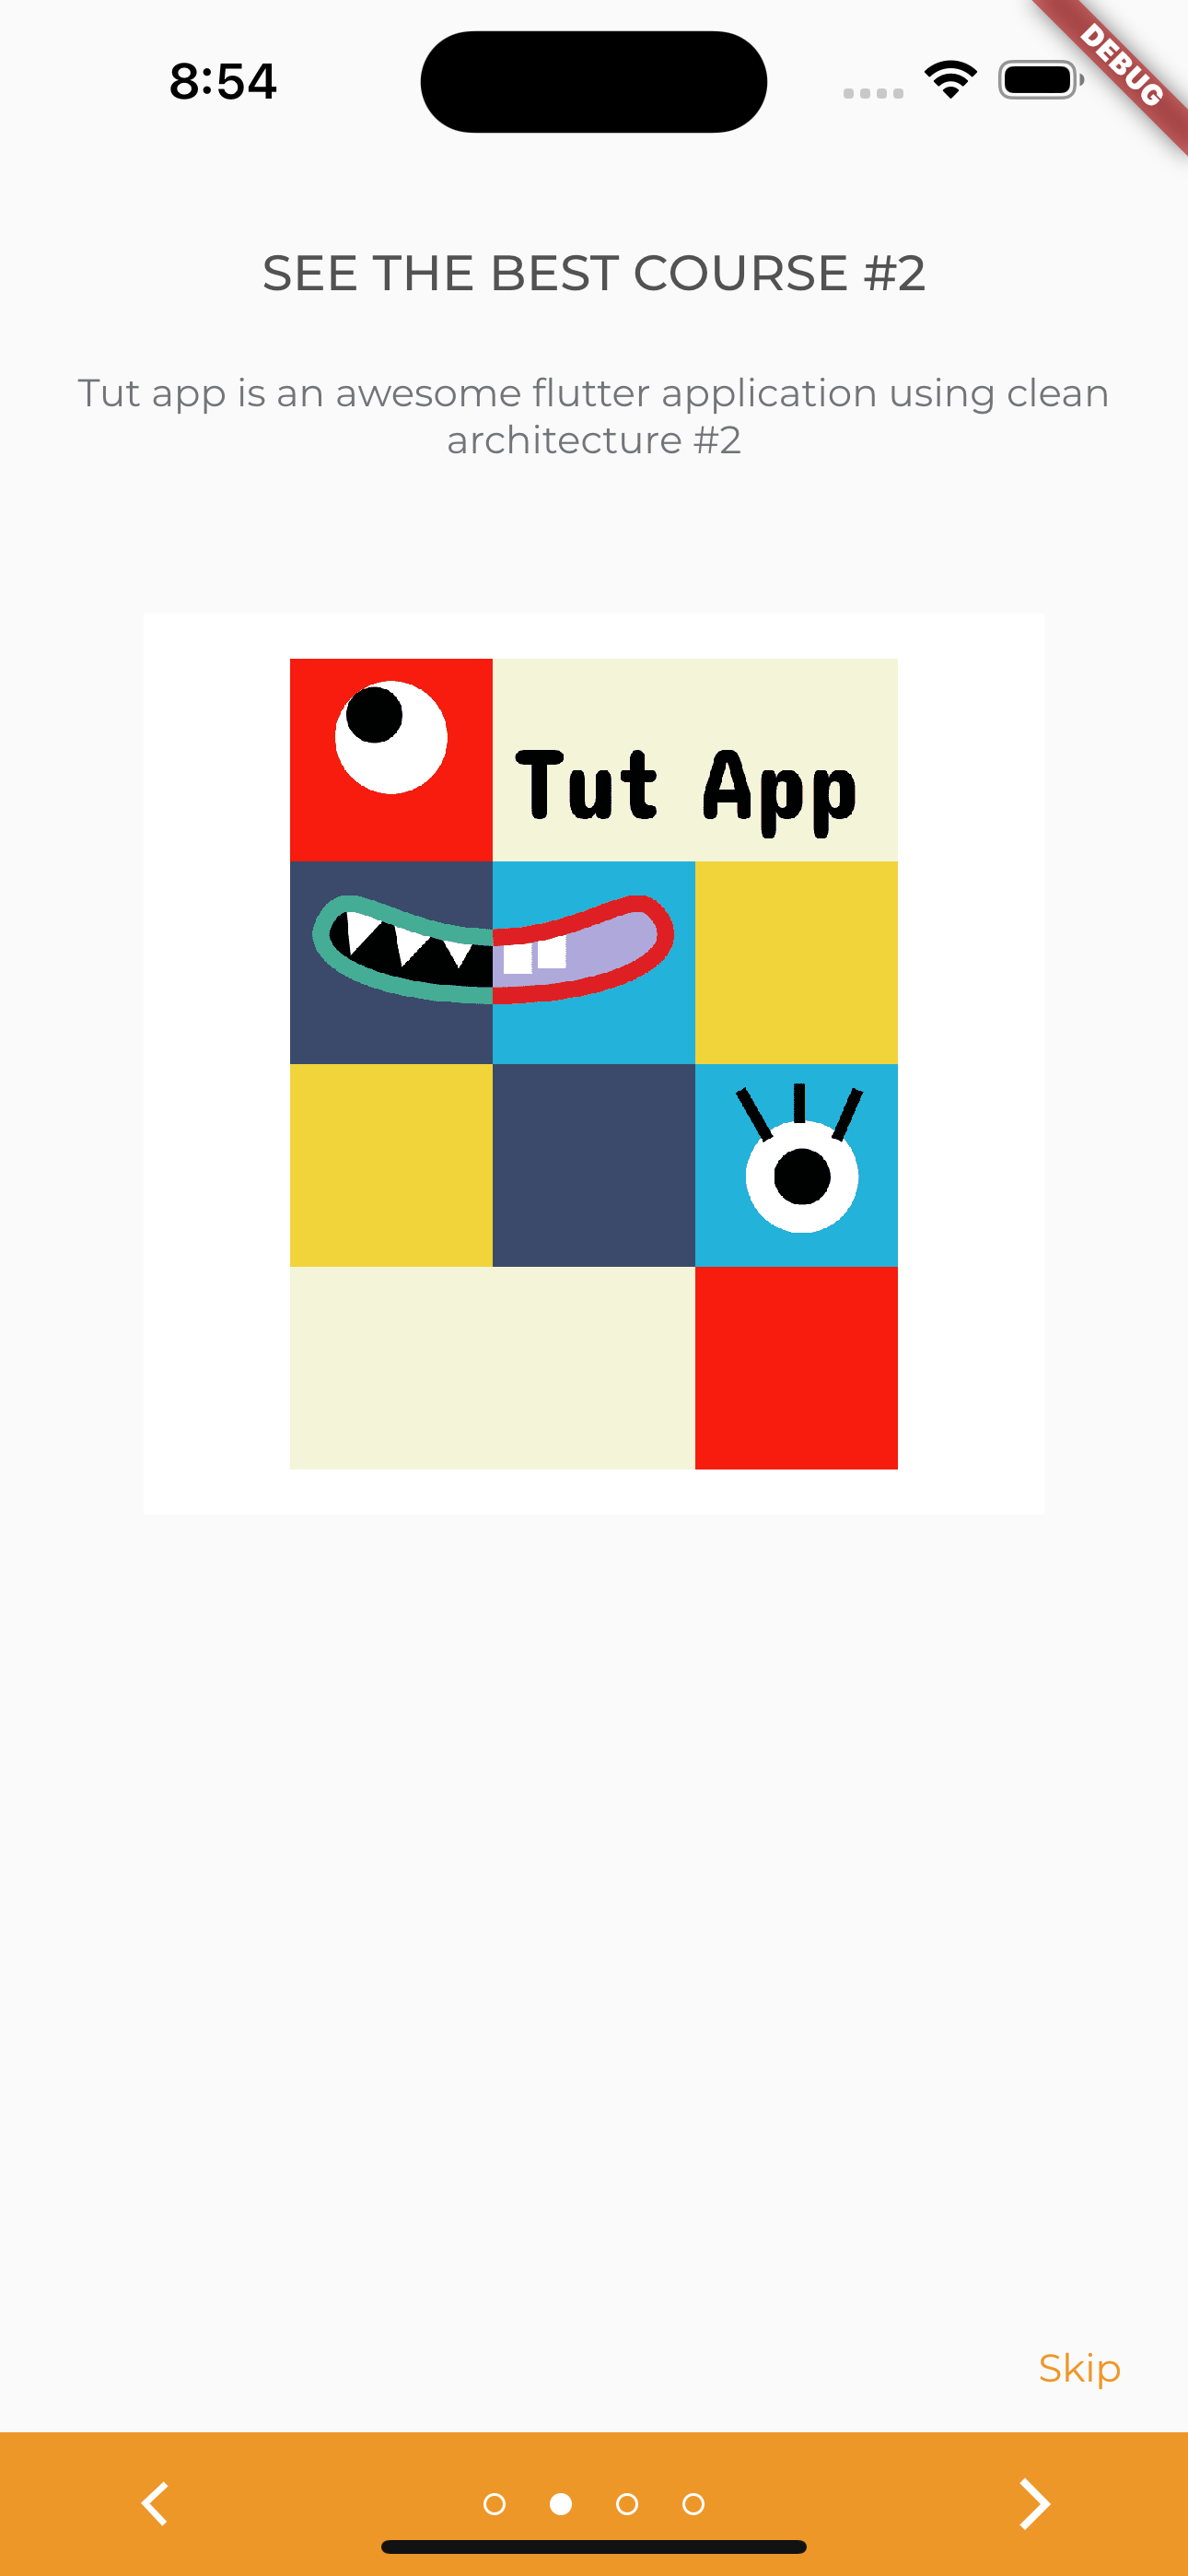 8:54
DEBUG
SEE THE BEST COURSE #2
Tut app is an awesome flutter application using clean
architecture #2
Tut App
Skip